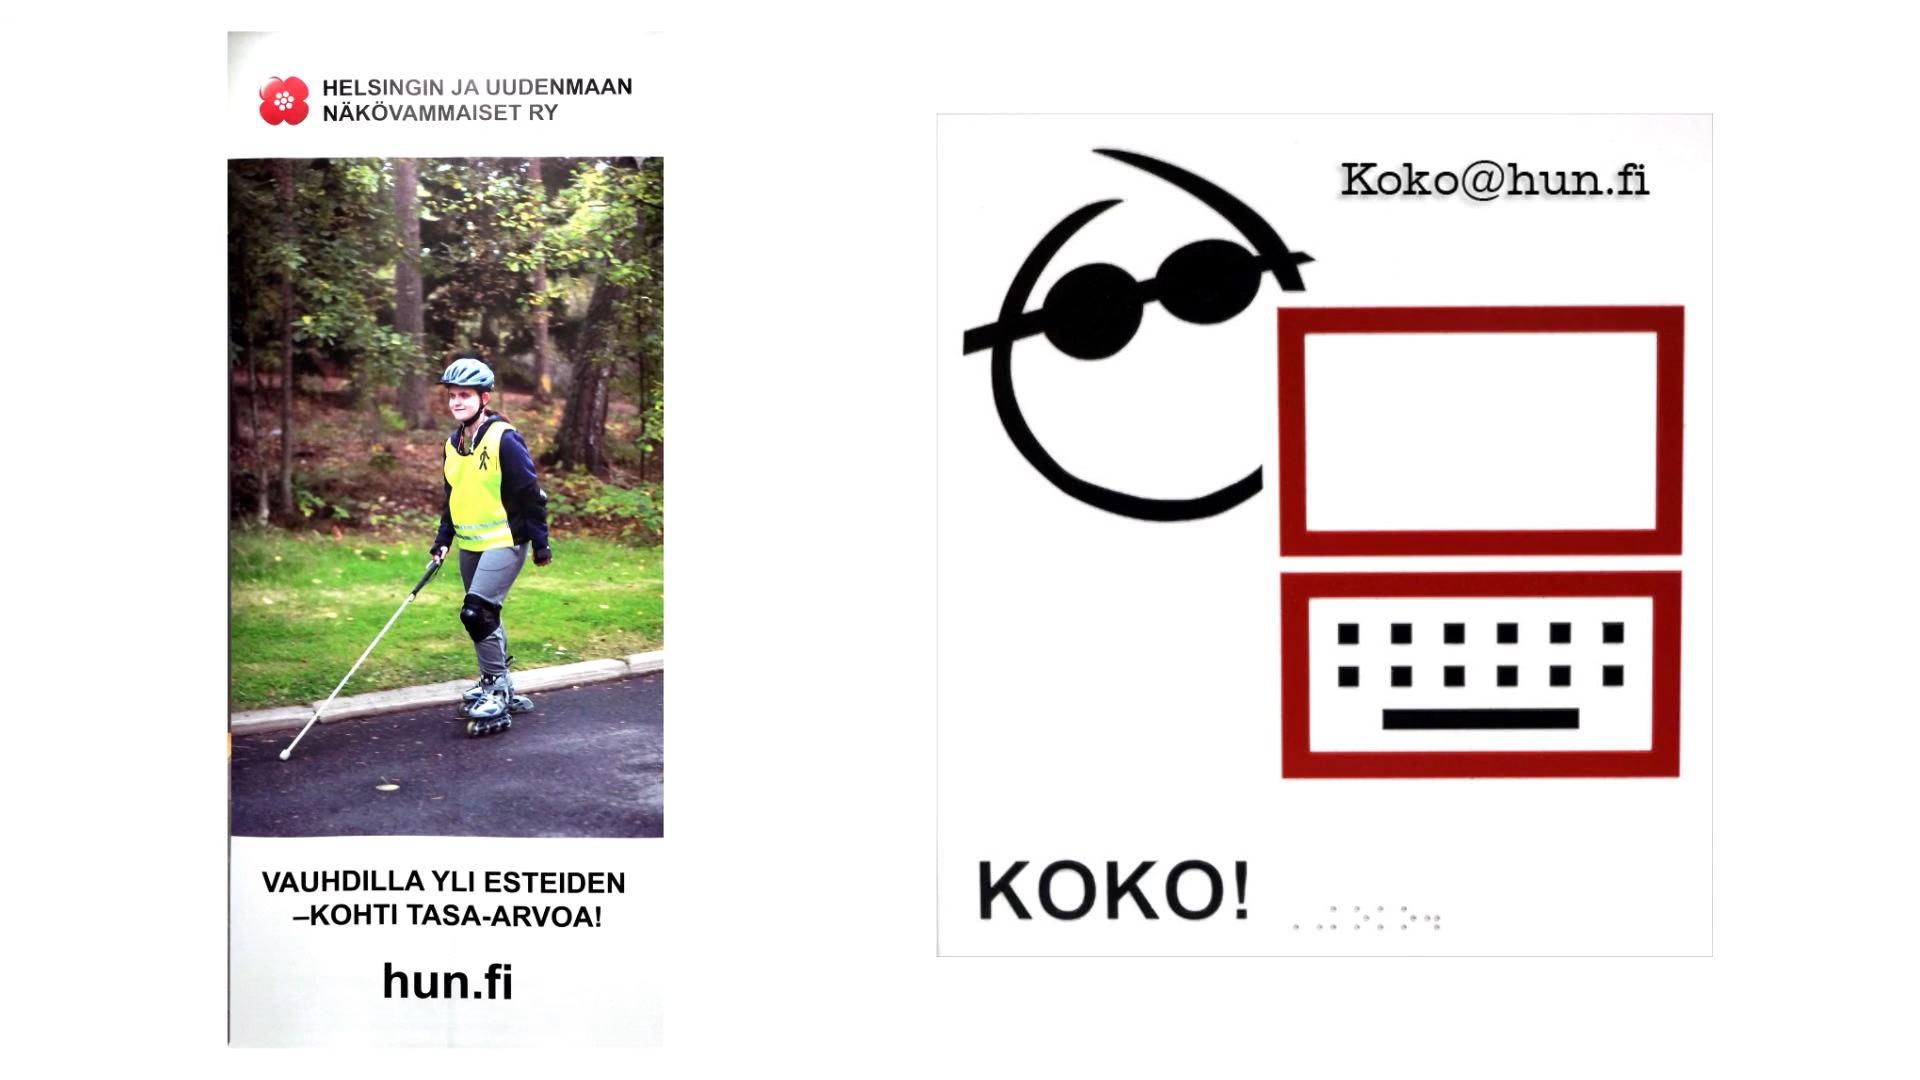 HELSINGIN JA UUDENMAAN
NÄKÖVAMMAISET RY
VAUHDILLA YLI ESTEIDEN
–KOHTI TASA-ARVOA!
hun.fi
Koko@hun.fi
KOKO!